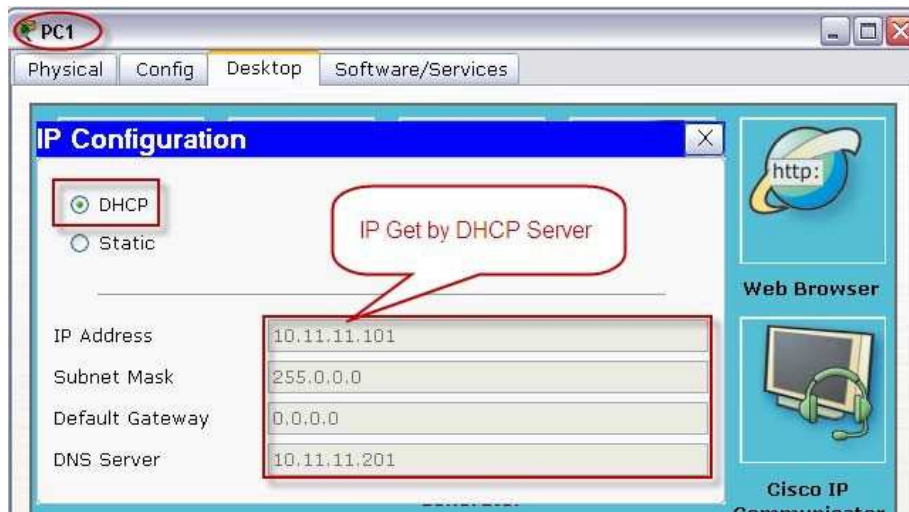 PC1
Physical Config Desktop Software/Services
IP Configuration
X
http:
DHCP
Static
IP Get by DHCP Server
Web Browser
IP Address 10.11.11.101
Subnet Mask 255.0.0.0
Default Gateway 0.0.0.0
DNS Server 10.11.11.201
Cisco IP
Communicator